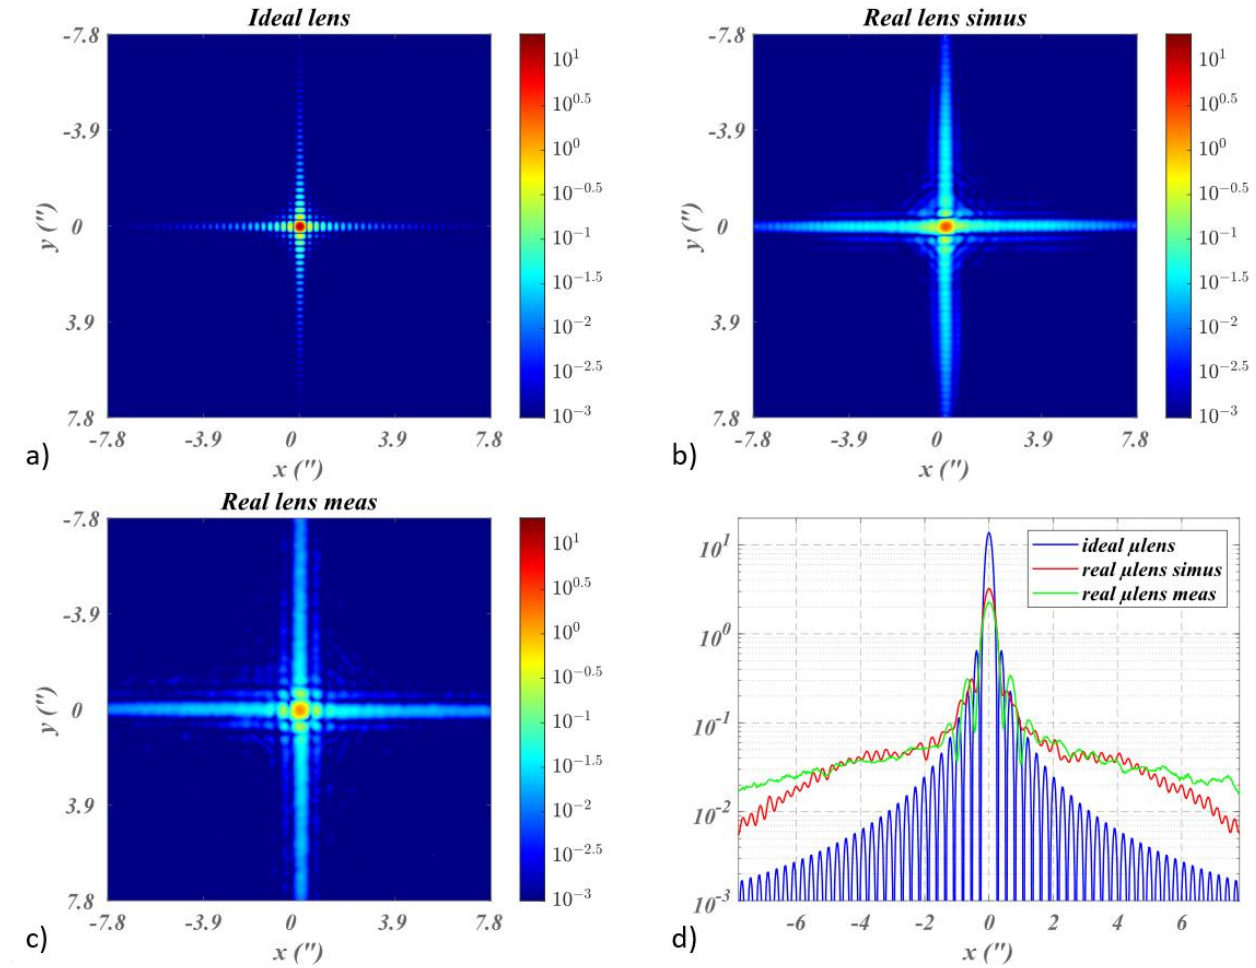 Ideal lens
-7.8
-3.9
0
3.9
7.8
y (")
-7.8 -3.9 0 3.9 7.8
x (")
10^1
10^0.5
10^0
10^−0.5
10^−1
10^−1.5
10^−2
10^−2.5
10^−3
a)
Real lens simus
-7.8
-3.9
0
3.9
7.8
y (")
-7.8 -3.9 0 3.9 7.8
x (")
10^1
10^0.5
10^0
10^−0.5
10^−1
10^−1.5
10^−2
10^−2.5
10^−3
b)
Real lens meas
-7.8
-3.9
0
3.9
7.8
y (")
-7.8 -3.9 0 3.9 7.8
x (")
10^1
10^0.5
10^0
10^−0.5
10^−1
10^−1.5
10^−2
10^−2.5
10^−3
c)
ideal μlens
real μlens simus
real μlens meas
10^1
10^0
10^-1
10^-2
10^-3
-6 -4 -2 0 2 4 6
x (")
d)